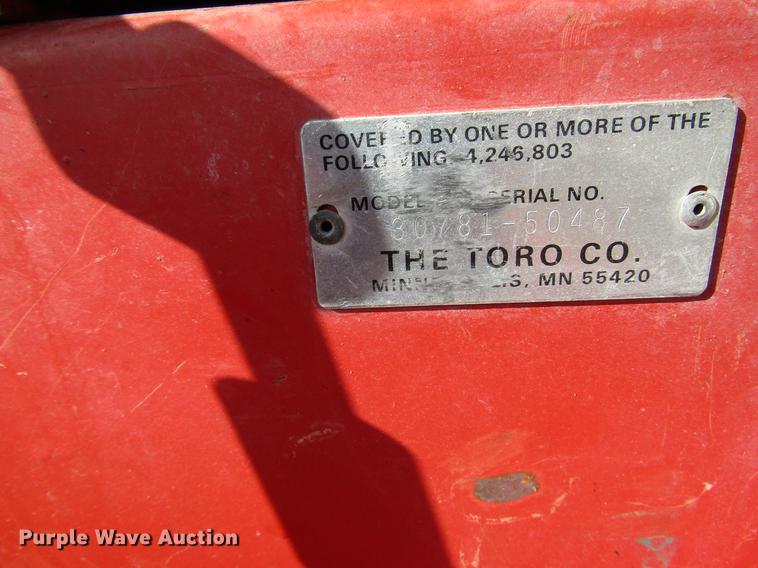 COVERED BY ONE OR MORE OF THE
FOLLOWING 4,246,803
MODEL SERIAL NO.
30781-50487
THE TORO CO.
MINNEAPOLIS, MN 55420
Purple Wave Auction